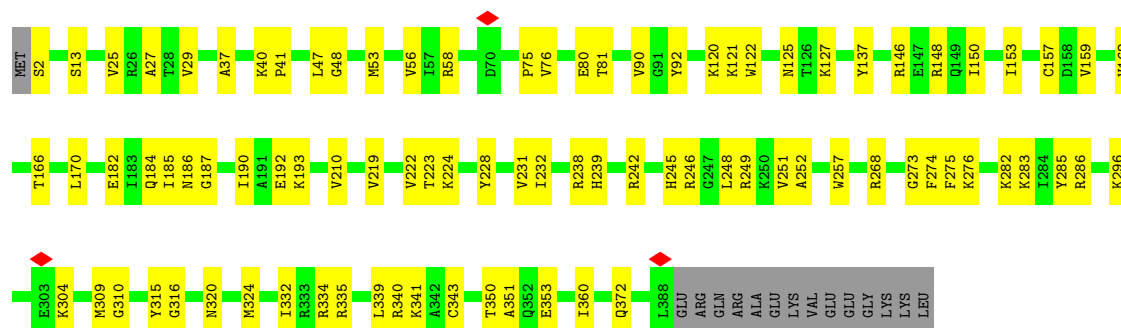 MET S2 S13 V25 R26 A27 T28 V29 A37 K40 P41 L47 G48 M53 V56 I57 R58 D70 P75 V76 E80 T81 V90 G91 Y92 K120 K121 W122 N125 T126 K127 Y137 R146 E147 R148 Q149 I150 I153 C157 D158 V159
T166 L170 E182 I183 Q184 I185 N186 G187 I190 A191 E192 K193 V210 V219 V222 T223 K224 Y228 V231 I232 R238 H239 R242 H245 R246 G247 L248 R249 K250 V251 A252 W257 R268 G273 F274 F275 K276 K282 K283 I284 Y285 R286 K296
E303 K304 M309 G310 Y315 G316 N320 M324 I332 R333 R334 R335 L339 R340 K341 A342 C343 T350 A351 Q352 E353 I360 Q372 L388 GLU ARG GLN ARG ALA GLU LYS VAL GLU GLU GLY LYS LYS LEU